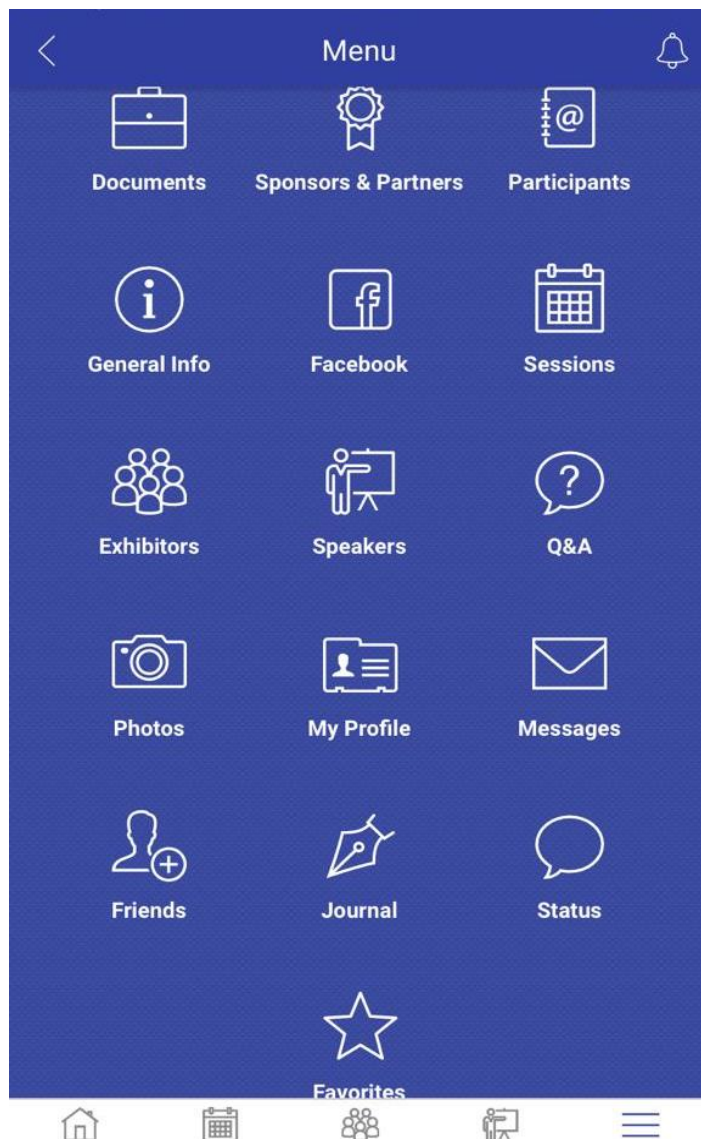 Menu
Documents Sponsors & Partners Participants
General Info Facebook Sessions
Exhibitors Speakers Q&A
Photos My Profile Messages
Friends Journal Status
Favorites